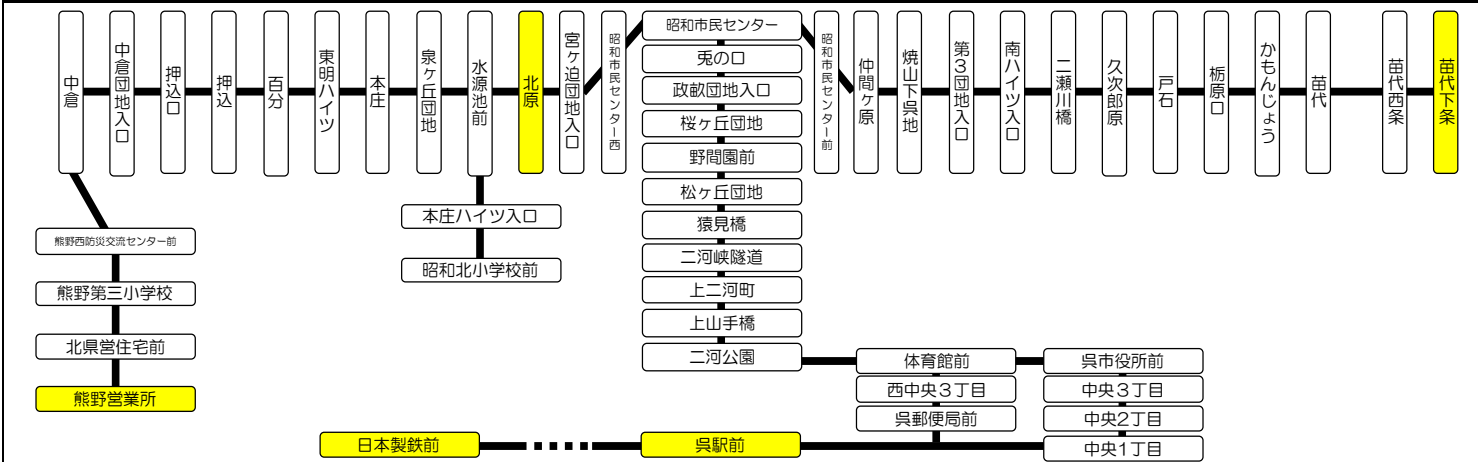 中倉
中倉団地入口
押込口
押込
百分
東明ハイツ
本庄
泉ヶ丘団地
水源池前
北原
宮ヶ迫団地入口
昭和市民センター西
昭和市民センター
兎の口
政畝団地入口
桜ヶ丘団地
野間園前
松ヶ丘団地
猿見橋
二河峡隧道
上二河町
上山手橋
二河公園
昭和市民センター前
仲間ヶ原
焼山下呉地
第3団地入口
南ハイツ入口
二瀬川橋
久次郎原
戸石
栃原口
かもんじょう
苗代
苗代西条
苗代下条
本庄ハイツ入口
昭和北小学校前
熊野西防災交流センター前
熊野第三小学校
北県営住宅前
熊野営業所
体育館前
西中央3丁目
呉郵便局前
呉市役所前
中央3丁目
中央2丁目
中央1丁目
日本製鉄前
呉駅前